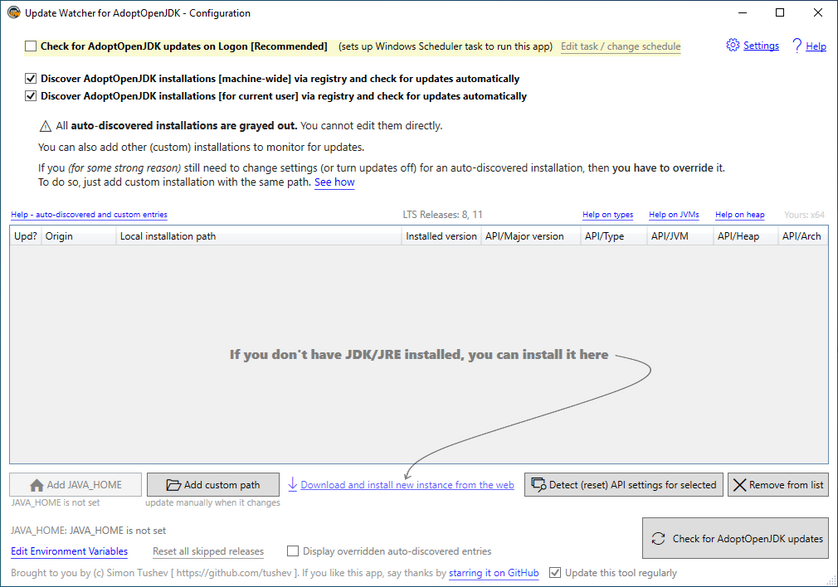 Update Watcher for AdoptOpenJDK - Configuration
Check for AdoptOpenJDK updates on Logon [Recommended] (sets up Windows Scheduler task to run this app) Edit task / change schedule Settings Help
Discover AdoptOpenJDK installations [machine-wide] via registry and check for updates automatically
Discover AdoptOpenJDK installations [for current user] via registry and check for updates automatically
All auto-discovered installations are grayed out. You cannot edit them directly.
You can also add other (custom) installations to monitor for updates.
If you (for some strong reason) still need to change settings (or turn updates off) for an auto-discovered installation, then you have to override it.
To do so, just add custom installation with the same path. See how
Help - auto-discovered and custom entries LTS Releases: 8, 11 Help on types Help on JVMs Help on heap Yours: x64
Upd? Origin Local installation path Installed version API/Major version API/Type API/JVM API/Heap API/Arch
If you don't have JDK/JRE installed, you can install it here
Add JAVA_HOME Add custom path Download and install new instance from the web Detect (reset) API settings for selected Remove from list
JAVA_HOME is not set update manually when it changes
JAVA_HOME: JAVA_HOME is not set
Check for AdoptOpenJDK updates
Edit Environment Variables Reset all skipped releases Display overridden auto-discovered entries
Brought to you by (c) Simon Tushev [ https://github.com/tushev ]. If you like this app, say thanks by starring it on GitHub Update this tool regularly